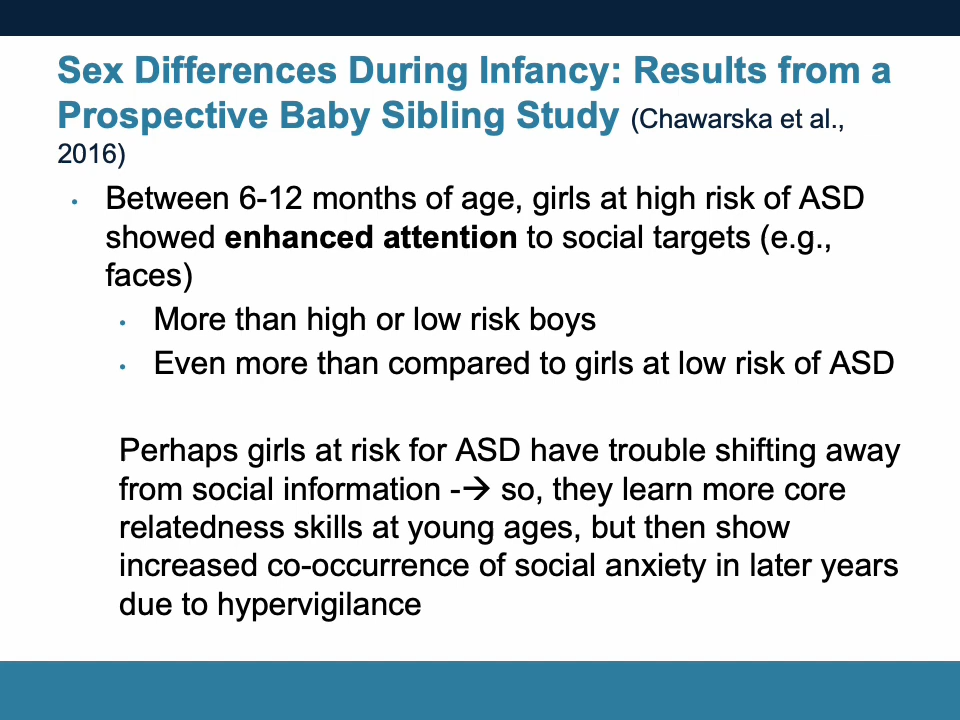 Sex Differences During Infancy: Results from a
Prospective Baby Sibling Study (Chawarska et al.,
2016)
• Between 6-12 months of age, girls at high risk of ASD
showed enhanced attention to social targets (e.g.,
faces)
• More than high or low risk boys
• Even more than compared to girls at low risk of ASD
Perhaps girls at risk for ASD have trouble shifting away
from social information -→ so, they learn more core
relatedness skills at young ages, but then show
increased co-occurrence of social anxiety in later years
due to hypervigilance